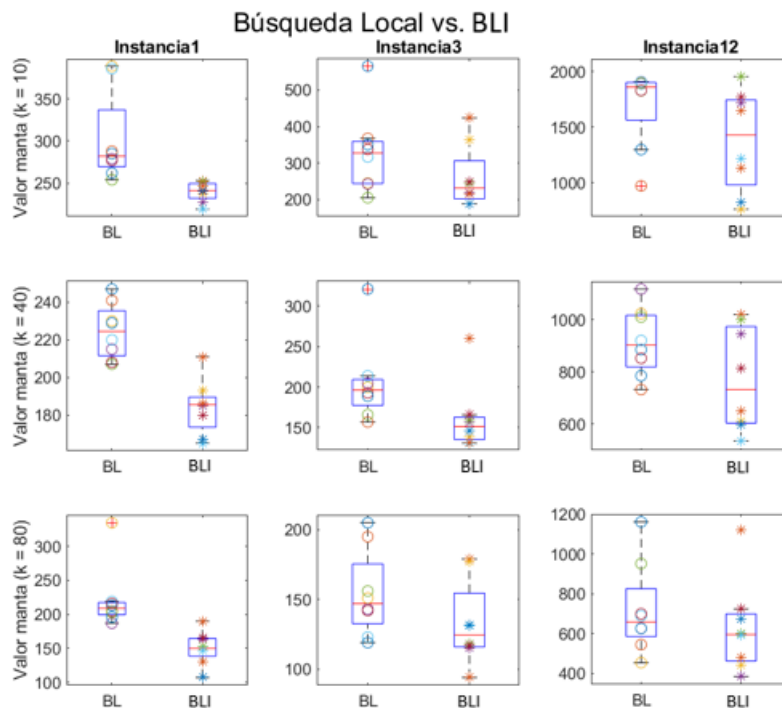 Búsqueda Local vs. BLI
Instancia1
Instancia3
Instancia12
Valor manta (k = 10)
350
300
250
BL
BLI
500
400
300
200
BL
BLI
2000
1500
1000
BL
BLI
Valor manta (k = 40)
240
220
200
180
BL
BLI
300
250
200
150
BL
BLI
1000
800
600
BL
BLI
Valor manta (k = 80)
300
250
200
150
100
BL
BLI
200
150
100
BL
BLI
1200
1000
800
600
400
BL
BLI